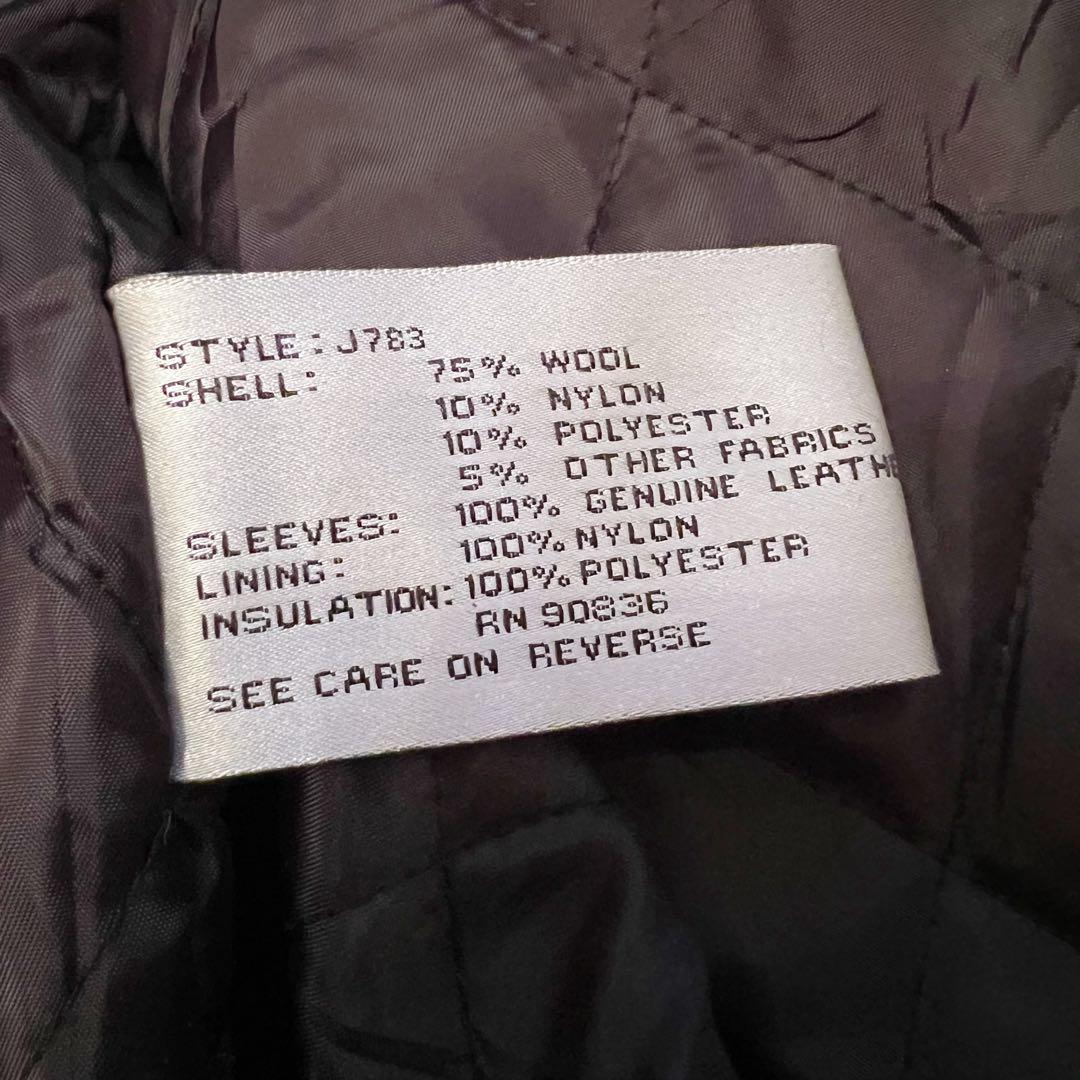 STYLE: J783
SHELL: 75% WOOL
10% NYLON
10% POLYESTER
5% OTHER FABRICS
SLEEVES: 100% GENUINE LEATHE
LINING: 100% NYLON
INSULATION: 100% POLYESTER
RN 90836
SEE CARE ON REVERSE